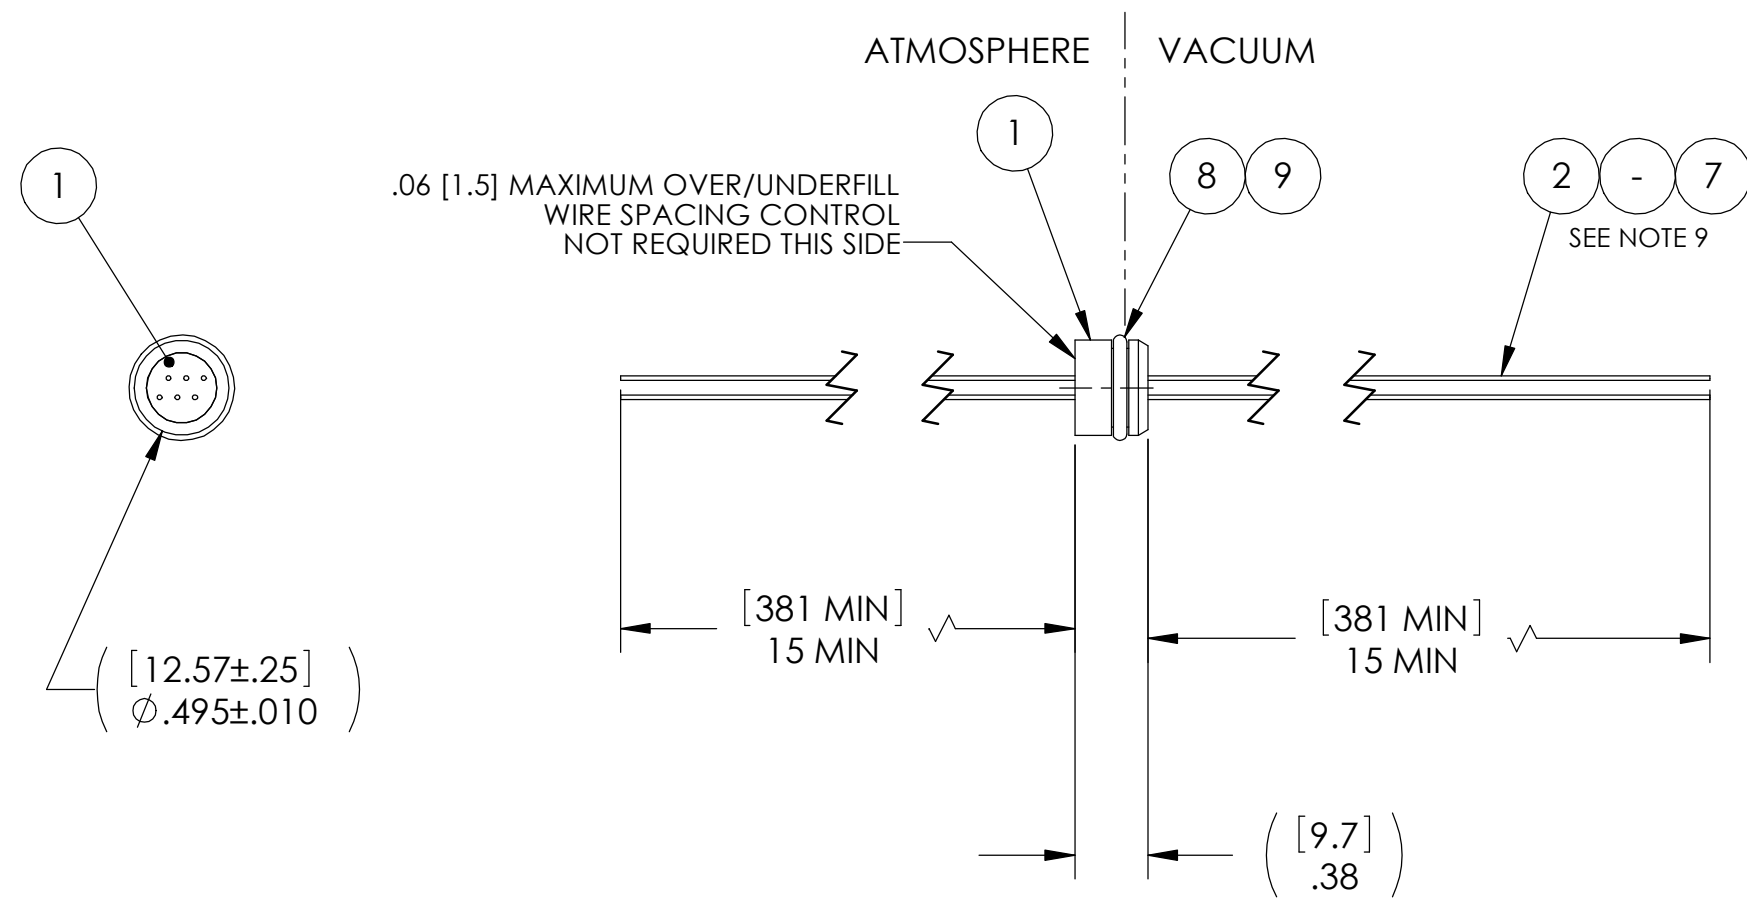 ATMOSPHERE VACUUM
1
1
.06 [1.5] MAXIMUM OVER/UNDERFILL
WIRE SPACING CONTROL
NOT REQUIRED THIS SIDE
8 9
2 - 7
SEE NOTE 9
[381 MIN]
15 MIN
[381 MIN]
15 MIN
([12.57±.25]
Ø.495±.010)
([9.7]
.38)